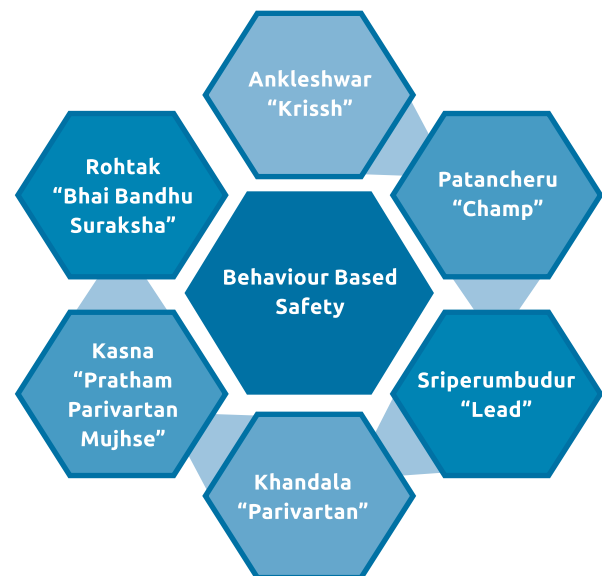 Ankleshwar
“Krissh”
Rohtak
“Bhai Bandhu
Suraksha”
Patancheru
“Champ”
Behaviour Based
Safety
Kasna
“Pratham
Parivartan
Mujhse”
Sriperumbudur
“Lead”
Khandala
“Parivartan”